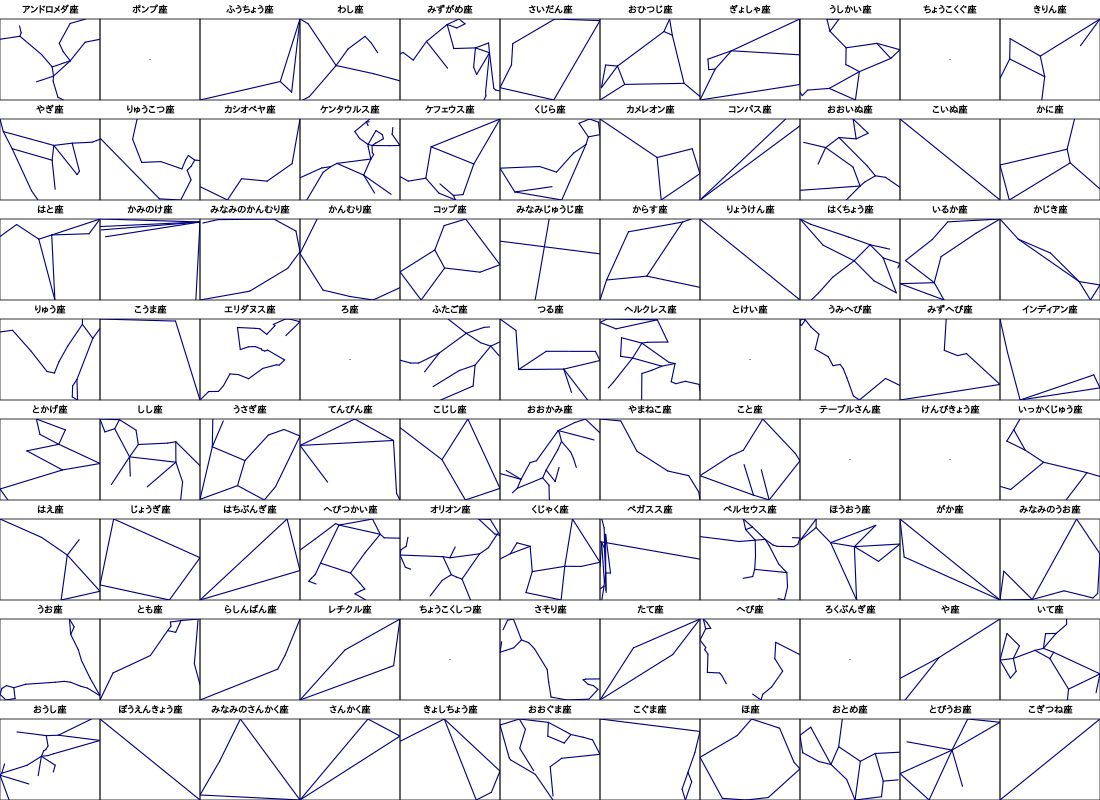 アンドロメダ座 ポンプ座 ふうちょう座 わし座 みずがめ座 さいだん座 おひつじ座 ぎょしゃ座 うしかい座 ちょうこくぐ座 きりん座
やぎ座 りゅうこつ座 カシオペヤ座 ケンタウルス座 ケフェウス座 くじら座 カメレオン座 コンパス座 おおいぬ座 こいぬ座 かに座
はと座 かみのけ座 みなみのかんむり座 かんむり座 コップ座 みなみじゅうじ座 からす座 りょうけん座 はくちょう座 いるか座 かじき座
りゅう座 こうま座 エリダヌス座 ろ座 ふたご座 つる座 ヘルクレス座 とけい座 うみへび座 みずへび座 インディアン座
とかげ座 しし座 うさぎ座 てんびん座 こじし座 おおかみ座 やまねこ座 こと座 テーブルさん座 けんびきょう座 いっかくじゅう座
はえ座 じょうぎ座 はちぶんぎ座 へびつかい座 オリオン座 くじゃく座 ペガスス座 ペルセウス座 ほうおう座 がか座 みなみのうお座
うお座 とも座 らしんばん座 レチクル座 ちょうこくしつ座 さそり座 たて座 へび座 ろくぶんぎ座 や座 いて座
おうし座 ぼうえんきょう座 みなみのさんかく座 さんかく座 きょしちょう座 おおぐま座 こぐま座 ほ座 おとめ座 とびうお座 こぎつね座